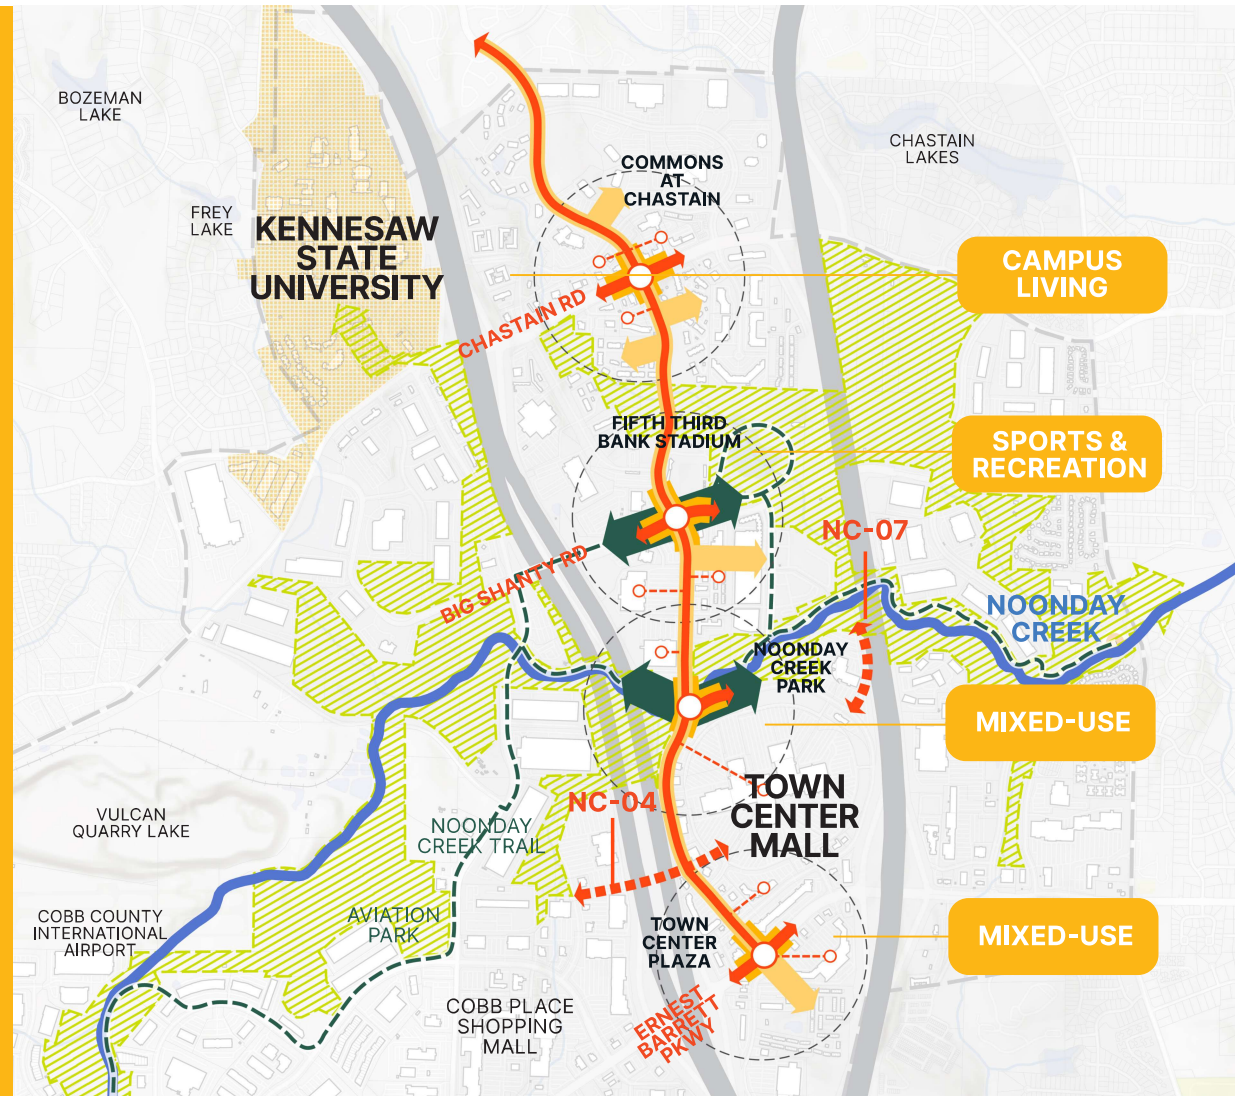 BOZEMAN
LAKE
CHASTAIN
LAKES
COMMONS
AT
CHASTAIN
FREY
LAKE
KENNESAW
STATE
UNIVERSITY
CAMPUS
LIVING
CHASTAIN RD
FIFTH THIRD
BANK STADIUM
SPORTS &
RECREATION
NC-07
BIG SHANTY RD
NOONDAY
CREEK
NOONDAY
CREEK
PARK
MIXED-USE
TOWN
CENTER
MALL
NC-04
VULCAN
QUARRY LAKE
NOONDAY
CREEK TRAIL
COBB COUNTY
INTERNATIONAL
AIRPORT
AVIATION
PARK
TOWN
CENTER
PLAZA
MIXED-USE
COBB PLACE
SHOPPING
MALL
ERNEST
BARRETT
PKWY